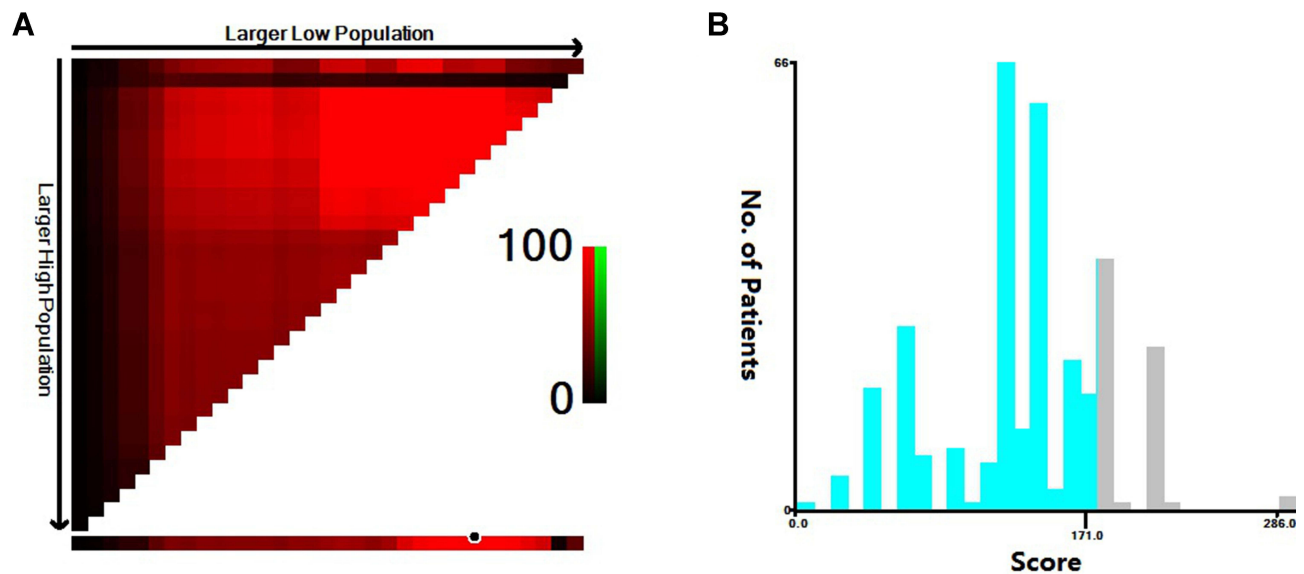 A
Larger Low Population
Larger High Population
100
0
B
66
No. of Patients
0
0.0
171.0
286.0
Score